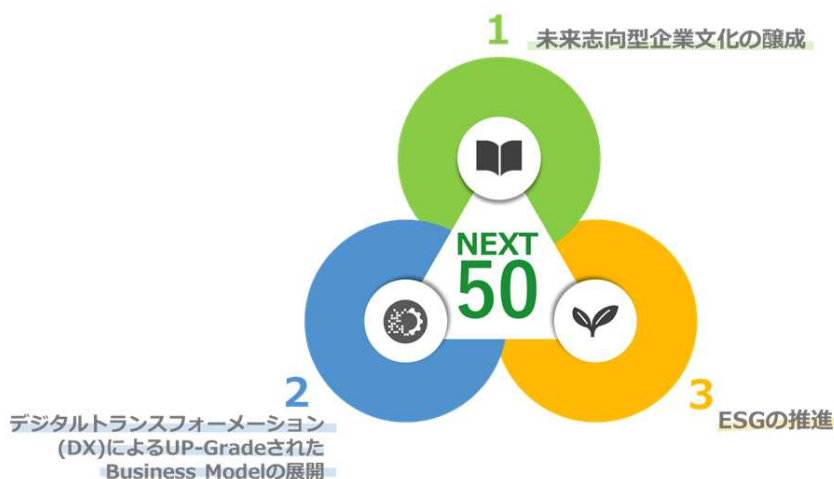 1
未来志向型企業文化の醸成
NEXT
50
2
デジタルトランスフォーメーション
(DX)によるUP-Gradeされた
Business Modelの展開
3
ESGの推進